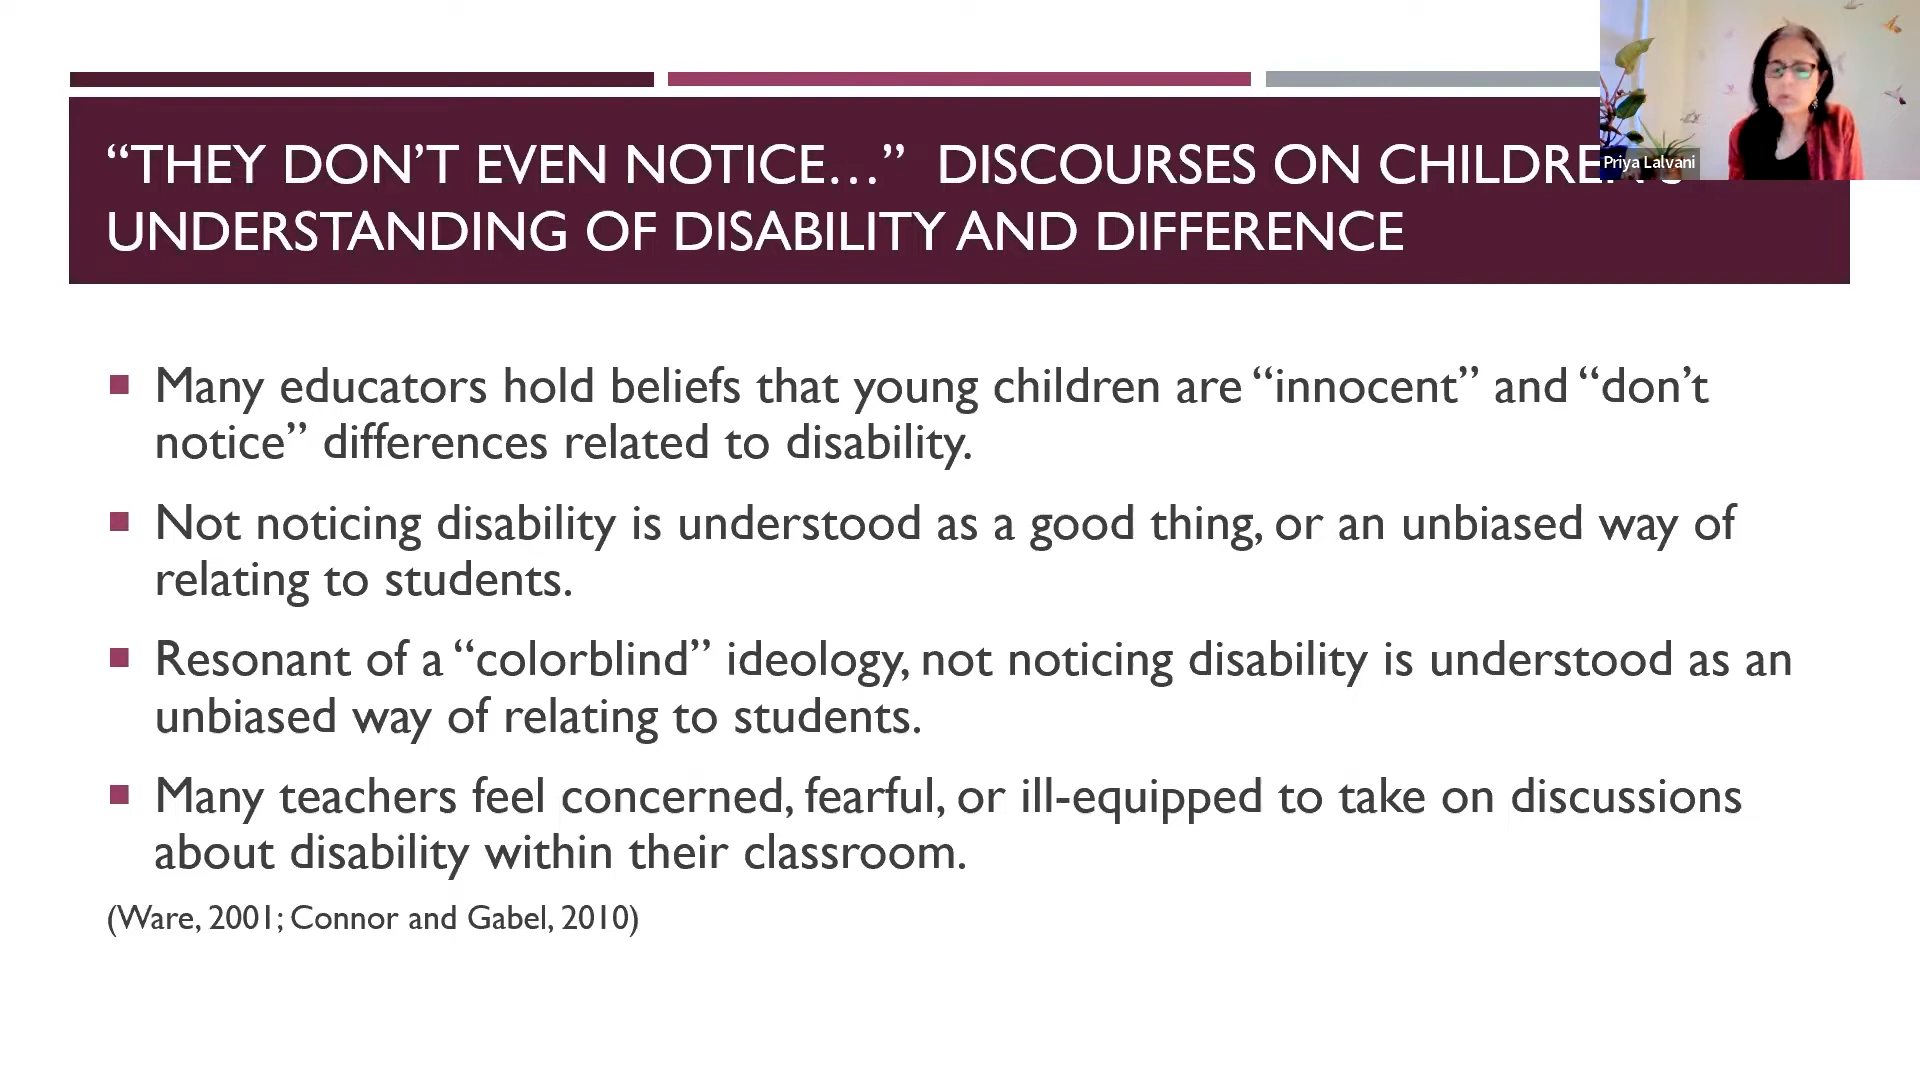 “THEY DON’T EVEN NOTICE…” DISCOURSES ON CHILDREN’S
UNDERSTANDING OF DISABILITY AND DIFFERENCE
Priya Lalvani
Many educators hold beliefs that young children are “innocent” and “don’t
notice” differences related to disability.
Not noticing disability is understood as a good thing, or an unbiased way of
relating to students.
Resonant of a “colorblind” ideology, not noticing disability is understood as an
unbiased way of relating to students.
Many teachers feel concerned, fearful, or ill-equipped to take on discussions
about disability within their classroom.
(Ware, 2001; Connor and Gabel, 2010)